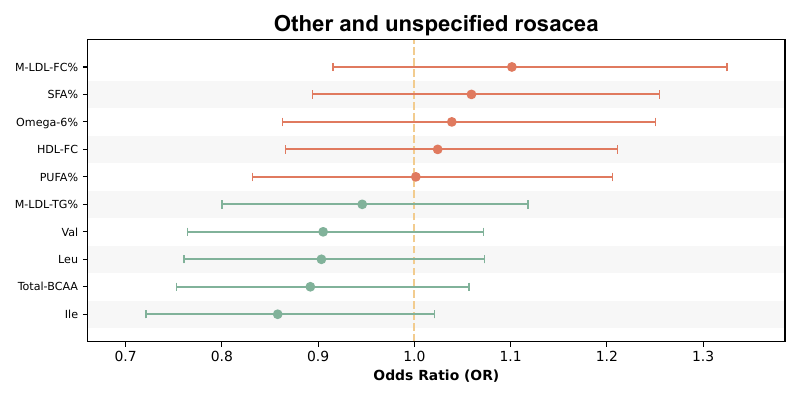 Other and unspecified rosacea
M-LDL-FC%
SFA%
Omega-6%
HDL-FC
PUFA%
M-LDL-TG%
Val
Leu
Total-BCAA
Ile
0.7 0.8 0.9 1.0 1.1 1.2 1.3
Odds Ratio (OR)